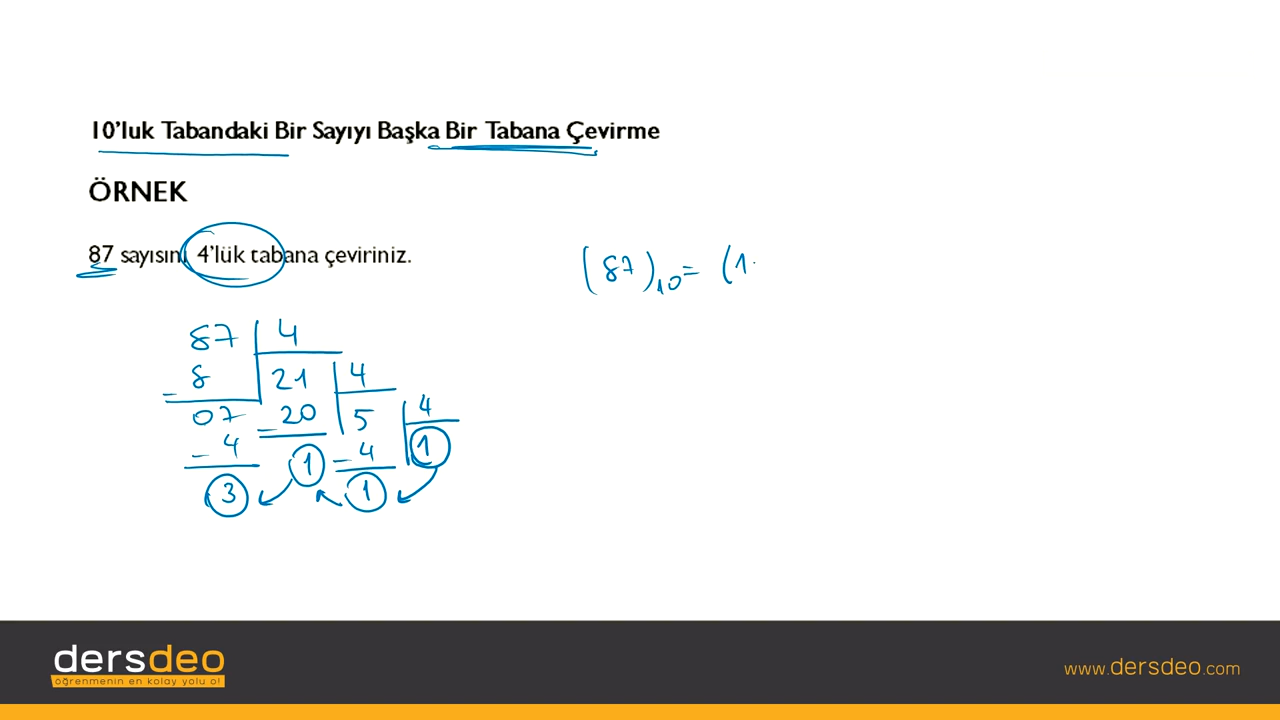 10'luk Tabandaki Bir Sayıyı Başka Bir Tabana Çevirme
ÖRNEK
87 sayısını 4'lük tabana çeviriniz.
(87)10 = (1
87 4
8 21 4
07 20 5 4
4 1 4 1
3 1
dersdeo
öğrenmenin en kolay yolu o!
www.dersdeo.com